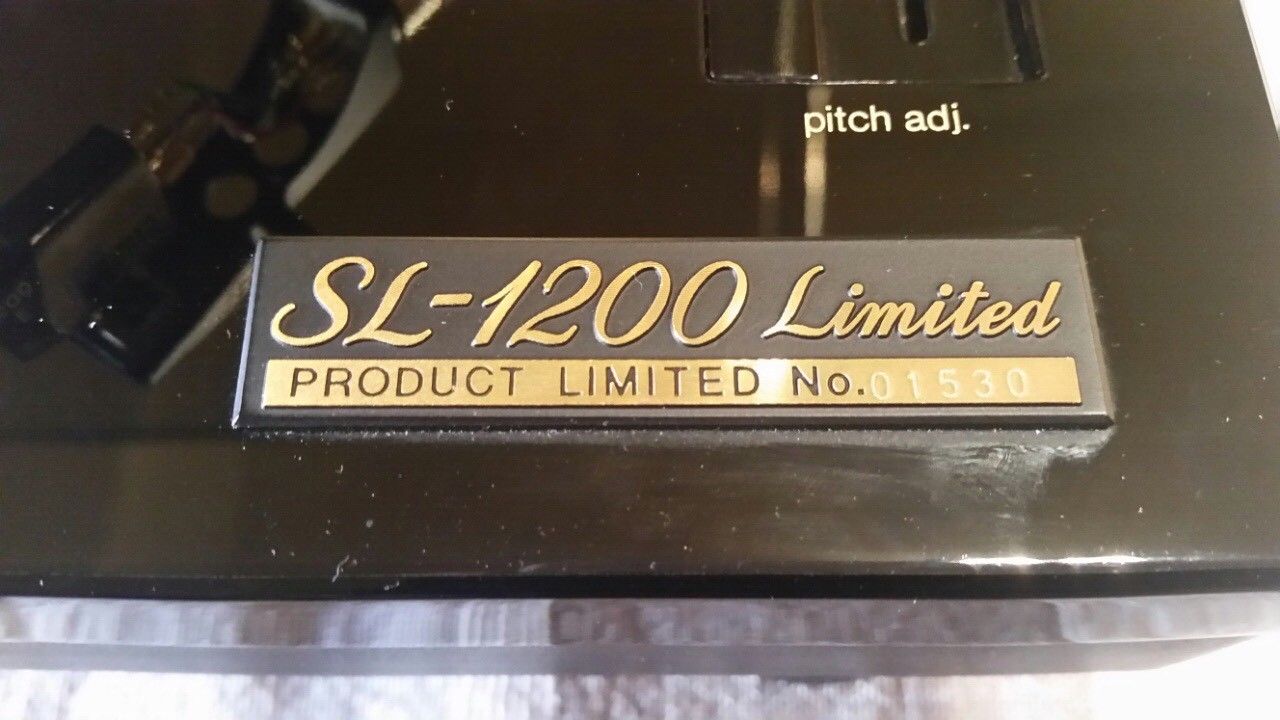 pitch adj.
SL-1200 Limited
PRODUCT LIMITED No.01530